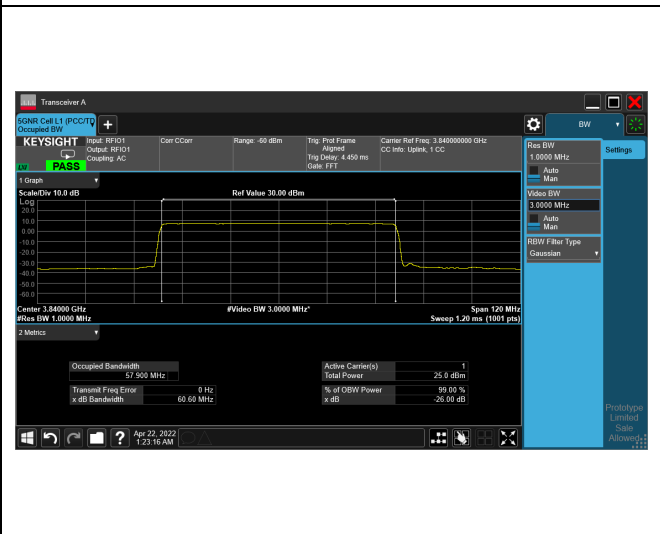 Transceiver A
5GNR Cell L1 (PCC/TD
Occupied BW
BW
KEYSIGHT
Input: RFIO1
Output: RFIO1
Coupling: AC
Corr CCorr
Range: -60 dBm
Trig: Prot Frame
Aligned
Trig Delay: 4.450 ms
Gate: FFT
Carrier Ref Freq: 3.840000000 GHz
CC Info: Uplink, 1 CC
LXI
PASS
1 Graph
Scale/Div 10.0 dB
Ref Value 30.00 dBm
Log
20.0
10.0
0.00
-10.0
-20.0
-30.0
-40.0
-50.0
-60.0
Center 3.84000 GHz
#Video BW 3.0000 MHz*
Span 120 MHz
#Res BW 1.0000 MHz
Sweep 1.20 ms (1001 pts)
2 Metrics
Occupied Bandwidth
57.900 MHz
Active Carrier(s) 1
Total Power 25.0 dBm
Transmit Freq Error 0 Hz
x dB Bandwidth 60.60 MHz
% of OBW Power 99.00 %
x dB -26.00 dB
Res BW
1.0000 MHz
Auto
Man
Video BW
3.0000 MHz
Auto
Man
RBW Filter Type
Gaussian
Settings
Prototype
Limited
Sale
Allowed
Apr 22, 2022
1:23:16 AM